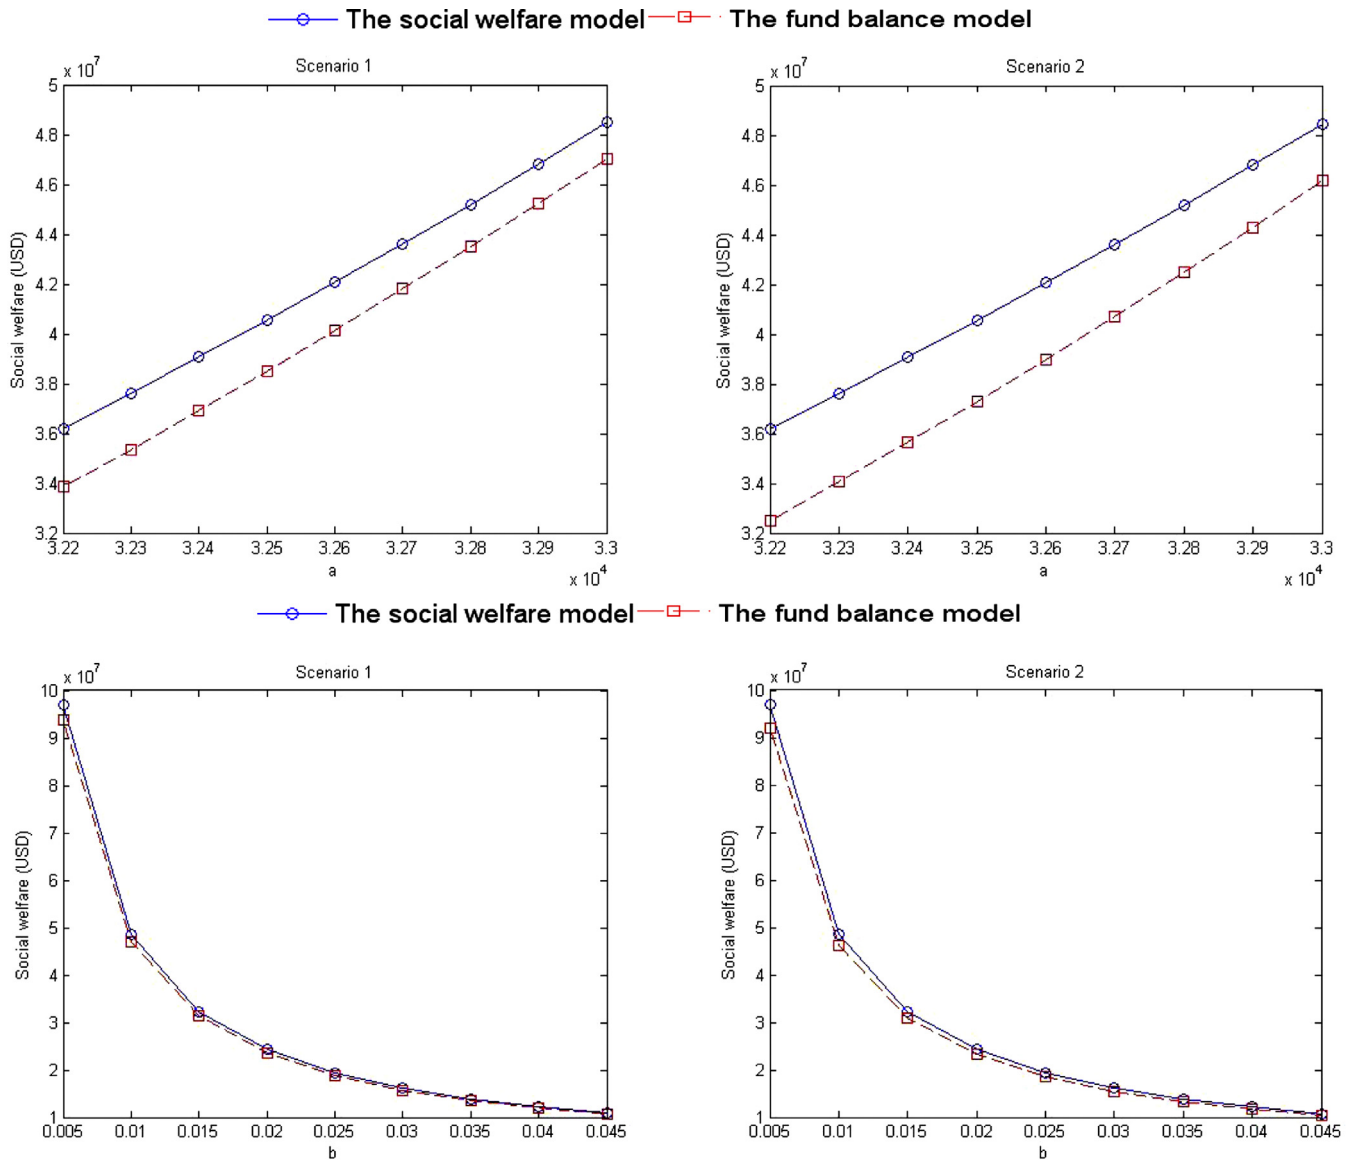 The social welfare model The fund balance model
Scenario 1
x 10^7
5
4.8
4.6
4.4
4.2
4
3.8
3.6
3.4
3.2
Social welfare (USD)
3.22 3.23 3.24 3.25 3.26 3.27 3.28 3.29 3.3
a
x 10^4
Scenario 2
x 10^7
5
4.8
4.6
4.4
4.2
4
3.8
3.6
3.4
3.2
Social welfare (USD)
3.22 3.23 3.24 3.25 3.26 3.27 3.28 3.29 3.3
a
x 10^4
The social welfare model The fund balance model
Scenario 1
x 10^7
10
9
8
7
6
5
4
3
2
1
Social welfare (USD)
0.005 0.01 0.015 0.02 0.025 0.03 0.035 0.04 0.045
b
Scenario 2
x 10^7
10
9
8
7
6
5
4
3
2
1
Social welfare (USD)
0.005 0.01 0.015 0.02 0.025 0.03 0.035 0.04 0.045
b